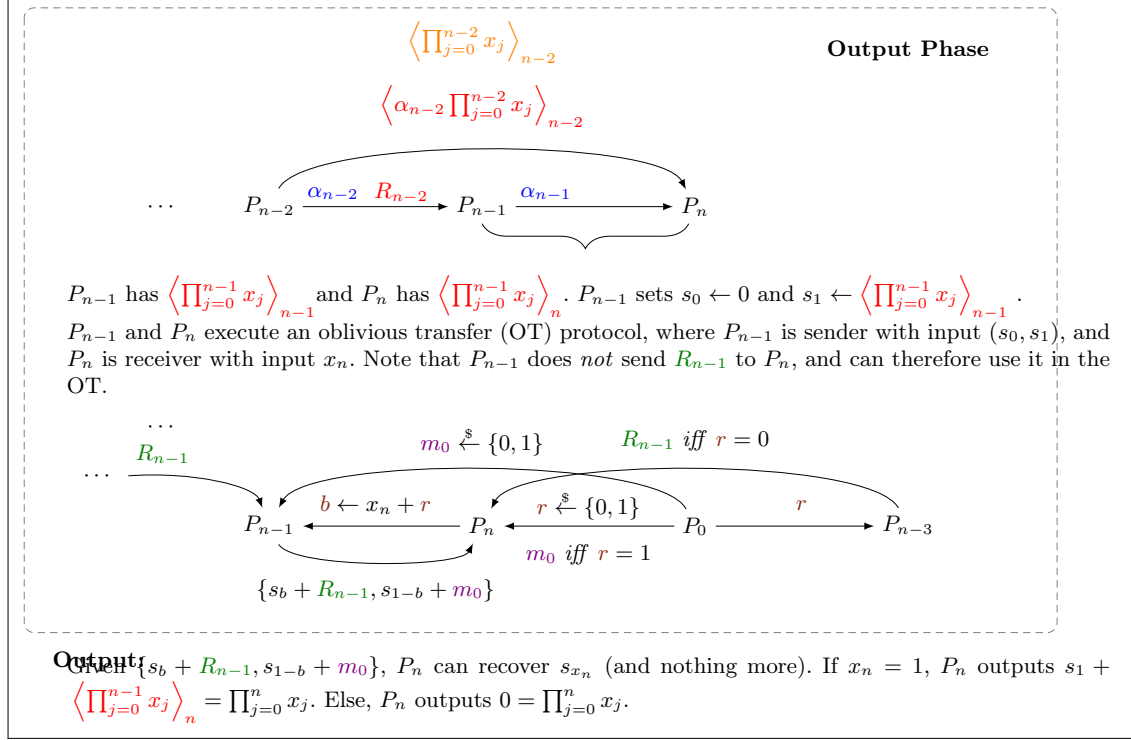 ⟨∏_{j=0}^{n-2} x_j⟩_{n-2}
Output Phase
⟨α_{n-2} ∏_{j=0}^{n-2} x_j⟩_{n-2}
α_{n-2} R_{n-2} α_{n-1}
··· P_{n-2} P_{n-1} P_n
P_{n-1} has ⟨∏_{j=0}^{n-1} x_j⟩_{n-1} and P_n has ⟨∏_{j=0}^{n-1} x_j⟩_n. P_{n-1} sets s_0 ← 0 and s_1 ← ⟨∏_{j=0}^{n-1} x_j⟩_{n-1} .
P_{n-1} and P_n execute an oblivious transfer (OT) protocol, where P_{n-1} is sender with input (s_0, s_1), and
P_n is receiver with input x_n. Note that P_{n-1} does not send R_{n-1} to P_n, and can therefore use it in the
OT.
···
R_{n-1} m_0 ←$ {0, 1} R_{n-1} iff r = 0
···
b ← x_n + r r ←$ {0, 1} r
P_{n-1} P_n P_0 P_{n-3}
m_0 iff r = 1
{s_b + R_{n-1}, s_{1-b} + m_0}
Output:
Given {s_b + R_{n-1}, s_{1-b} + m_0}, P_n can recover s_{x_n} (and nothing more). If x_n = 1, P_n outputs s_1 +
⟨∏_{j=0}^{n-1} x_j⟩_n = ∏_{j=0}^{n} x_j. Else, P_n outputs 0 = ∏_{j=0}^{n} x_j.